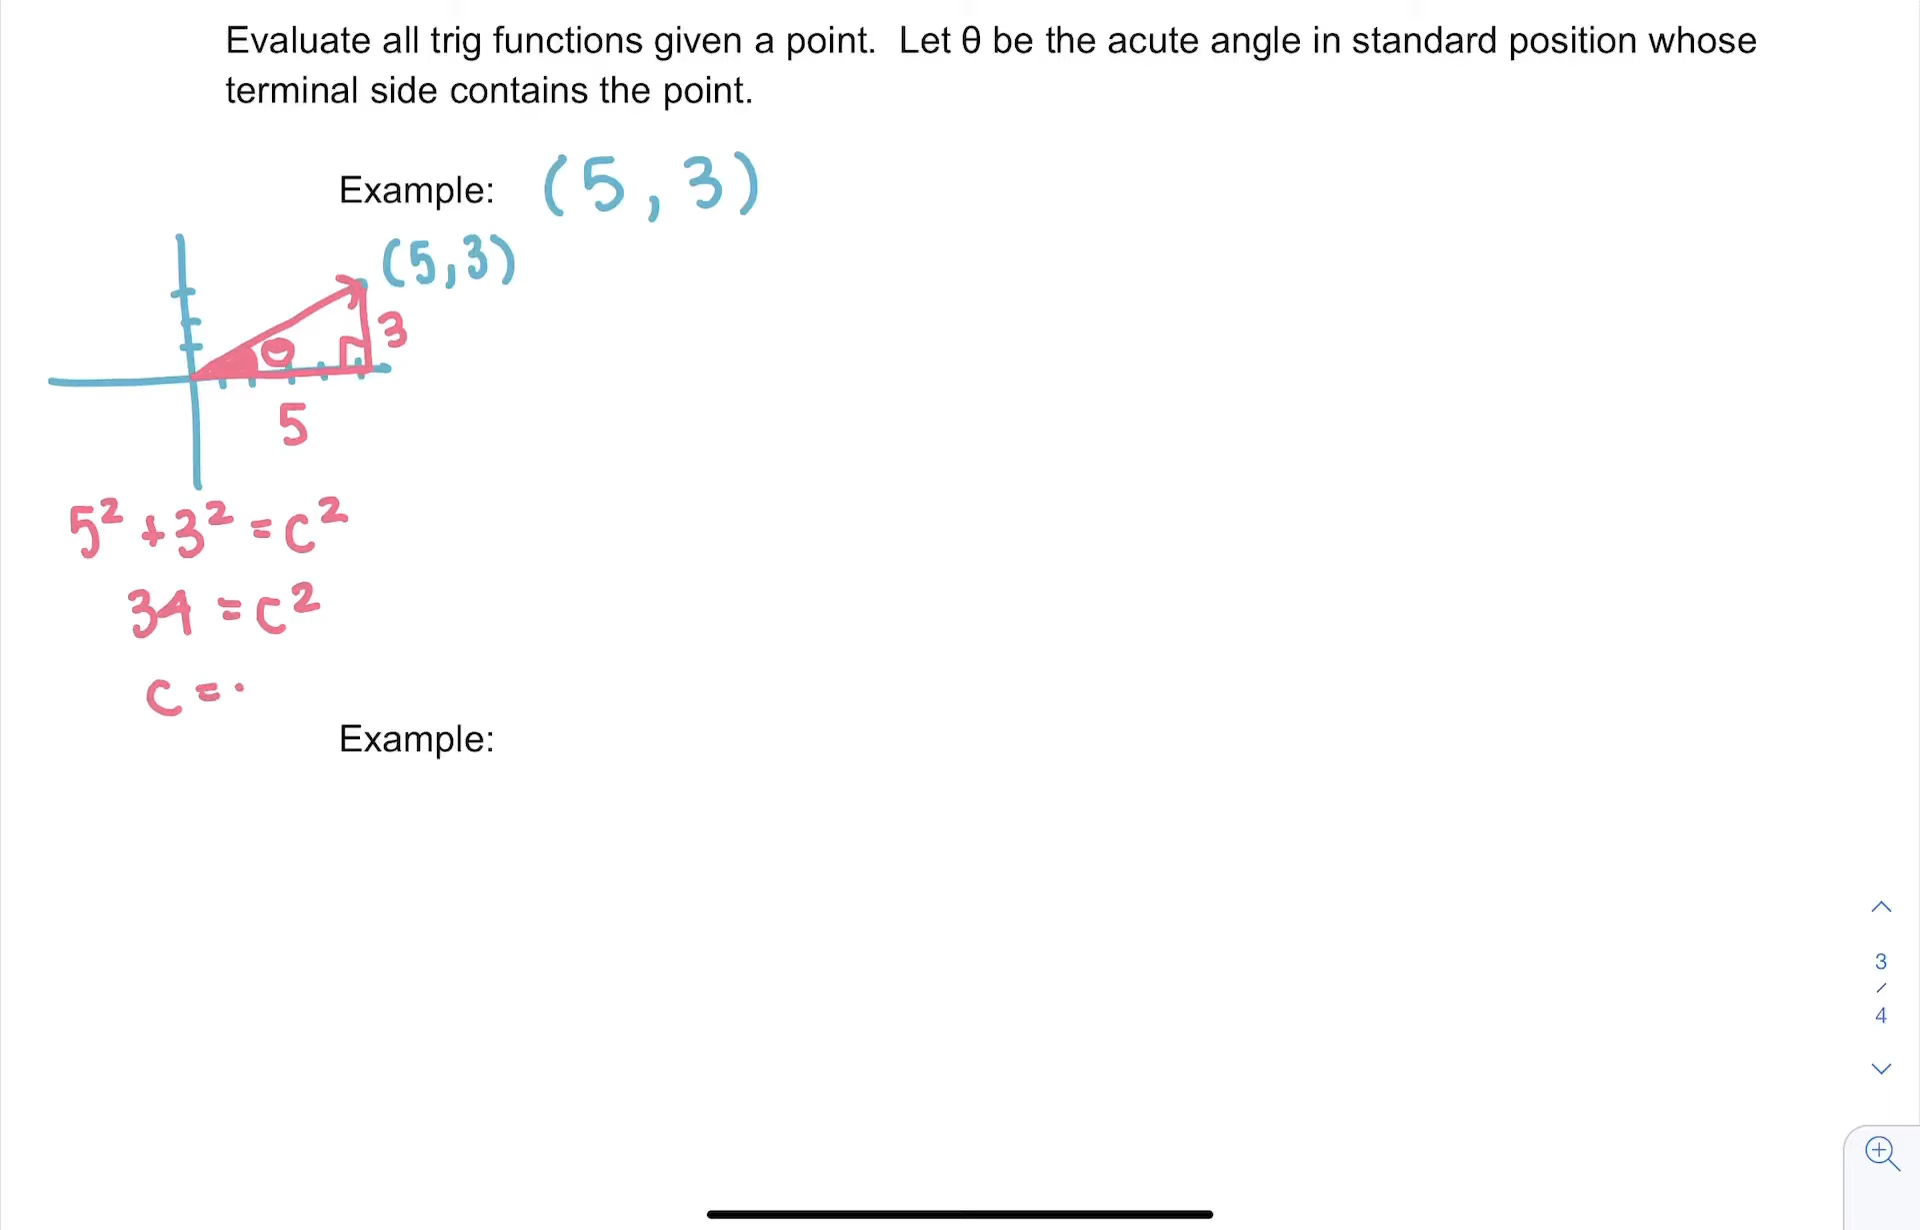 Evaluate all trig functions given a point. Let θ be the acute angle in standard position whose
terminal side contains the point.
Example: (5, 3)
(5,3)
θ
3
5
5² + 3² = c²
34 = c²
c =
Example:
3
/
4